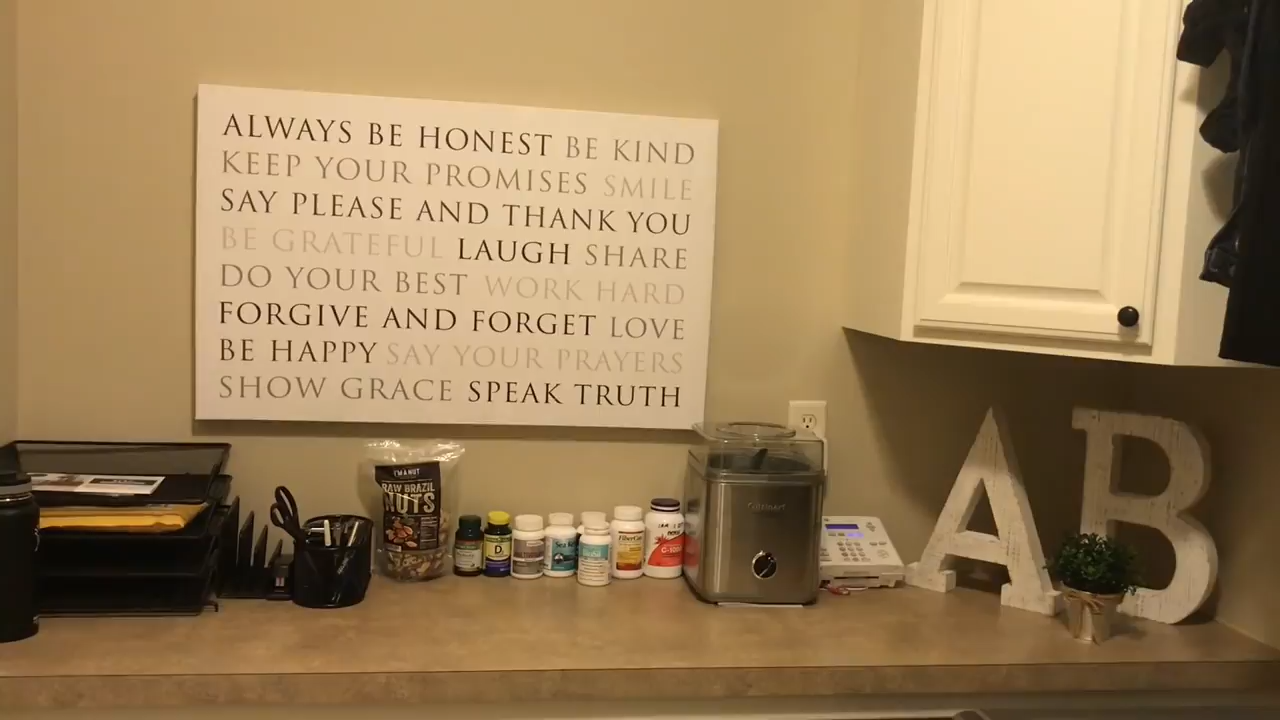 ALWAYS BE HONEST BE KIND
KEEP YOUR PROMISES SMILE
SAY PLEASE AND THANK YOU
BE GRATEFUL LAUGH SHARE
DO YOUR BEST WORK HARD
FORGIVE AND FORGET LOVE
BE HAPPY SAY YOUR PRAYERS
SHOW GRACE SPEAK TRUTH
I'M A NUT
RAW BRAZIL
NUTS
D3
C-1000
Cuisinart
A B